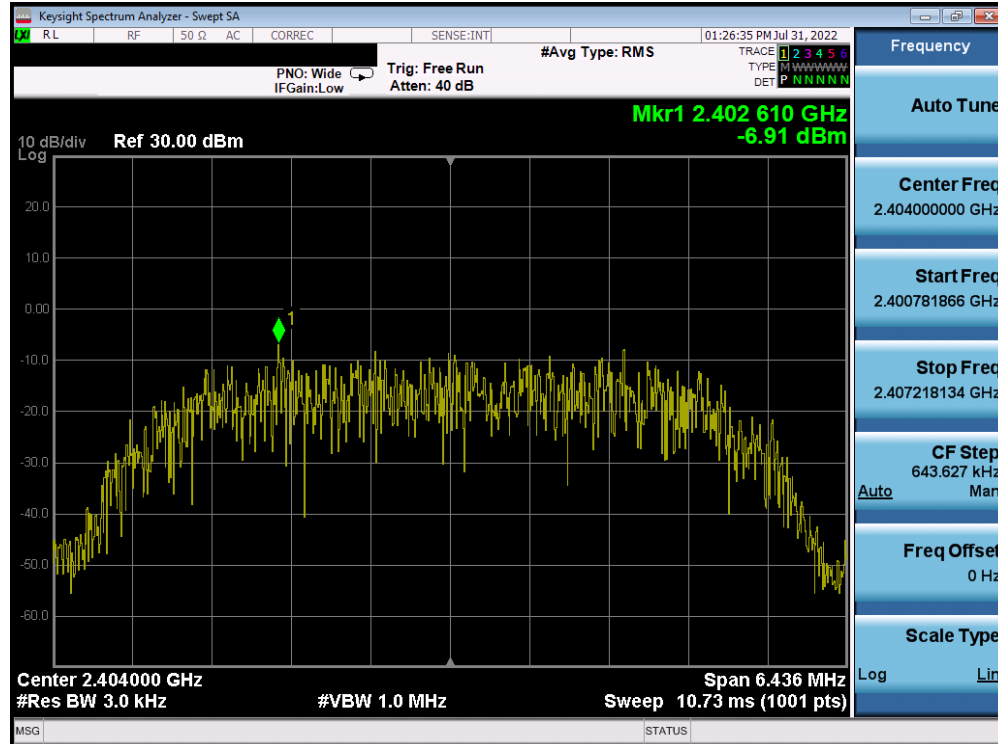 Keysight Spectrum Analyzer - Swept SA
LXI RL RF 50 Ω AC CORREC SENSE:INT 01:26:35 PM Jul 31, 2022
PNO: Wide
IFGain:Low
Trig: Free Run
Atten: 40 dB
#Avg Type: RMS
TRACE 1 2 3 4 5 6
TYPE M WWWWW
DET P N N N N N
Mkr1 2.402 610 GHz
-6.91 dBm
10 dB/div Ref 30.00 dBm
Log
20.0
10.0
0.00
-10.0
-20.0
-30.0
-40.0
-50.0
-60.0
1
Center 2.404000 GHz Span 6.436 MHz
#Res BW 3.0 kHz #VBW 1.0 MHz Sweep 10.73 ms (1001 pts)
MSG STATUS
Frequency
Auto Tune
Center Freq
2.404000000 GHz
Start Freq
2.400781866 GHz
Stop Freq
2.407218134 GHz
CF Step
643.627 kHz
Auto Man
Freq Offset
0 Hz
Scale Type
Log Lin